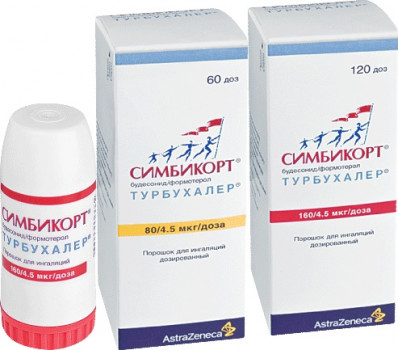 СИМБИКОРТ®
будесонид/формотерол
ТУРБУХАЛЕР®
Порошок для ингаляций
160/4.5 мкг/доза
60 доз
СИМБИКОРТ®
будесонид/формотерол
ТУРБУХАЛЕР®
80/4.5 мкг/доза
Порошок для ингаляций
дозированный
AstraZeneca
120 доз
СИМБИКОРТ®
будесонид/формотерол
ТУРБУХАЛЕР®
160/4.5 мкг/доза
Порошок для ингаляций
дозированный
AstraZeneca